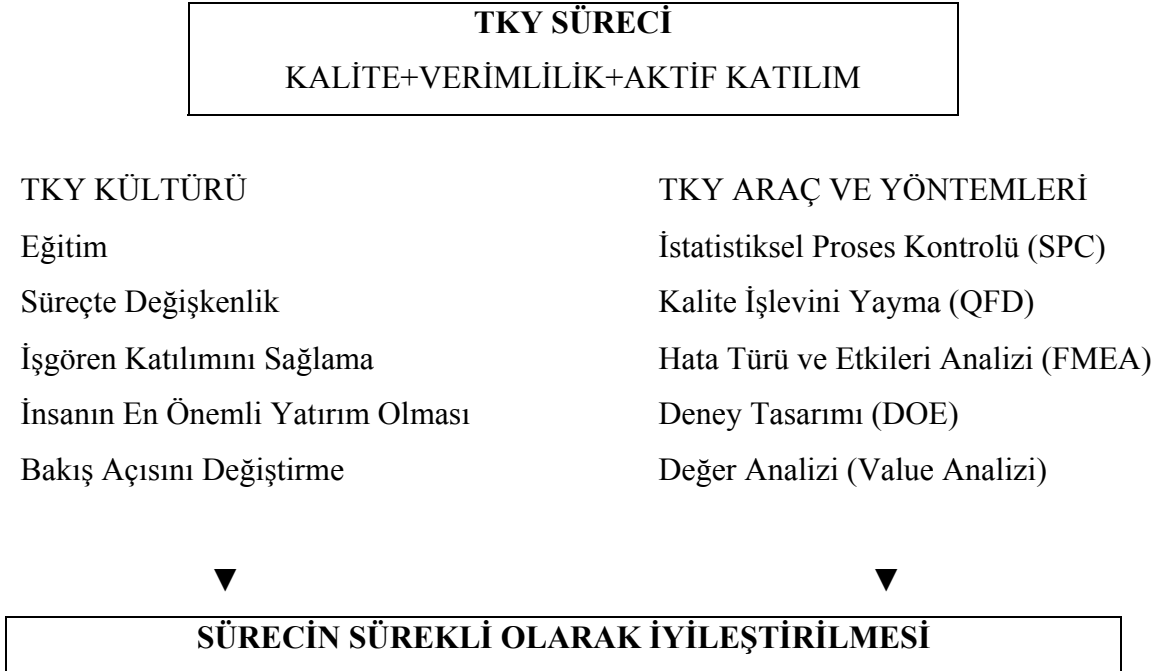 TKY SÜRECİ
KALİTE+VERİMLİLİK+AKTİF KATILIM
TKY KÜLTÜRÜ
Eğitim
Süreçte Değişkenlik
İşgören Katılımını Sağlama
İnsanın En Önemli Yatırım Olması
Bakış Açısını Değiştirme
TKY ARAÇ VE YÖNTEMLERİ
İstatistiksel Proses Kontrolü (SPC)
Kalite İşlevini Yayma (QFD)
Hata Türü ve Etkileri Analizi (FMEA)
Deney Tasarımı (DOE)
Değer Analizi (Value Analizi)
SÜRECİN SÜREKLİ OLARAK İYİLEŞTİRİLMESİ